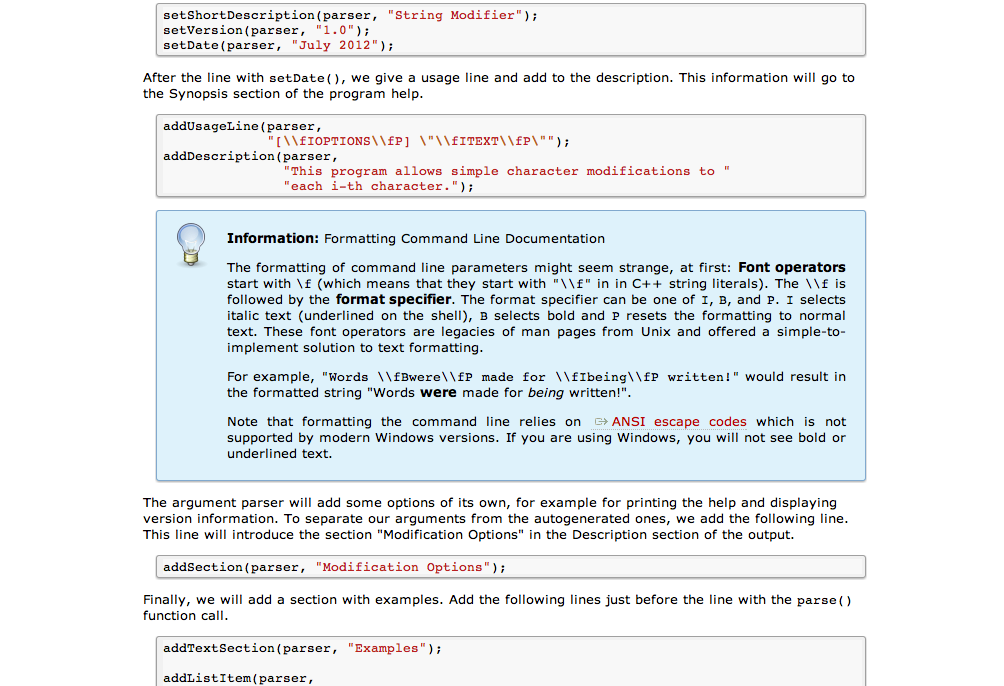 setShortDescription(parser, "String Modifier");
setVersion(parser, "1.0");
setDate(parser, "July 2012");
After the line with setDate(), we give a usage line and add to the description. This information will go to
the Synopsis section of the program help.
addUsageLine(parser,
"[\\fIOPTIONS\\fP] \"\\fITEXT\\fP\"");
addDescription(parser,
"This program allows simple character modifications to "
"each i-th character.");
Information: Formatting Command Line Documentation
The formatting of command line parameters might seem strange, at first: Font operators
start with \f (which means that they start with "\\f" in in C++ string literals). The \\f is
followed by the format specifier. The format specifier can be one of I, B, and P. I selects
italic text (underlined on the shell), B selects bold and P resets the formatting to normal
text. These font operators are legacies of man pages from Unix and offered a simple-to-
implement solution to text formatting.
For example, "Words \\fBwere\\fP made for \\fIbeing\\fP written!" would result in
the formatted string "Words were made for being written!".
Note that formatting the command line relies on ANSI escape codes which is not
supported by modern Windows versions. If you are using Windows, you will not see bold or
underlined text.
The argument parser will add some options of its own, for example for printing the help and displaying
version information. To separate our arguments from the autogenerated ones, we add the following line.
This line will introduce the section "Modification Options" in the Description section of the output.
addSection(parser, "Modification Options");
Finally, we will add a section with examples. Add the following lines just before the line with the parse()
function call.
addTextSection(parser, "Examples");
addListItem(parser,